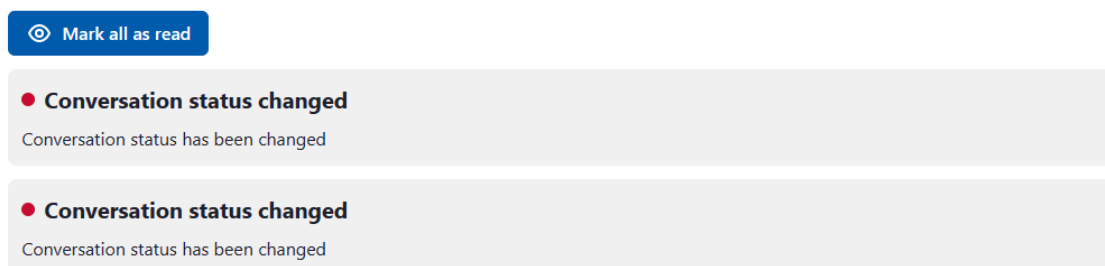 Mark all as read
Conversation status changed
Conversation status has been changed
Conversation status changed
Conversation status has been changed